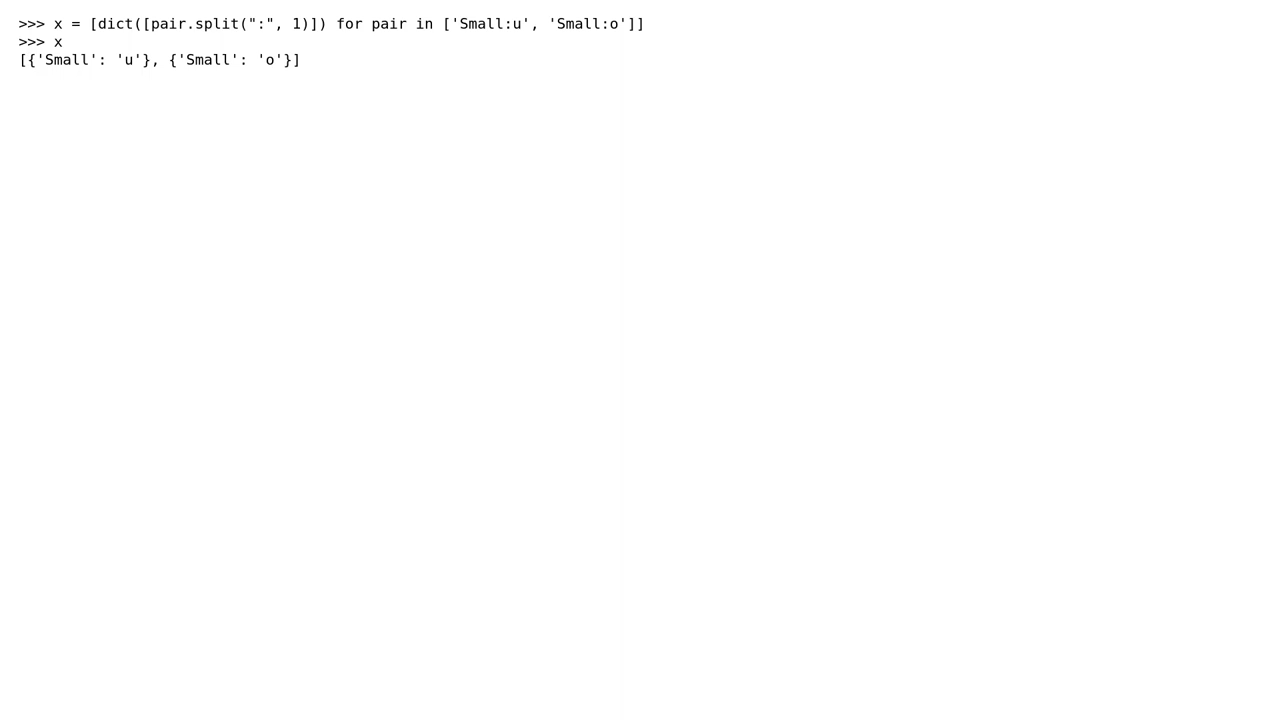 >>> x = [dict([pair.split(":", 1)]) for pair in ['Small:u', 'Small:o']]
>>> x
[{'Small': 'u'}, {'Small': 'o'}]